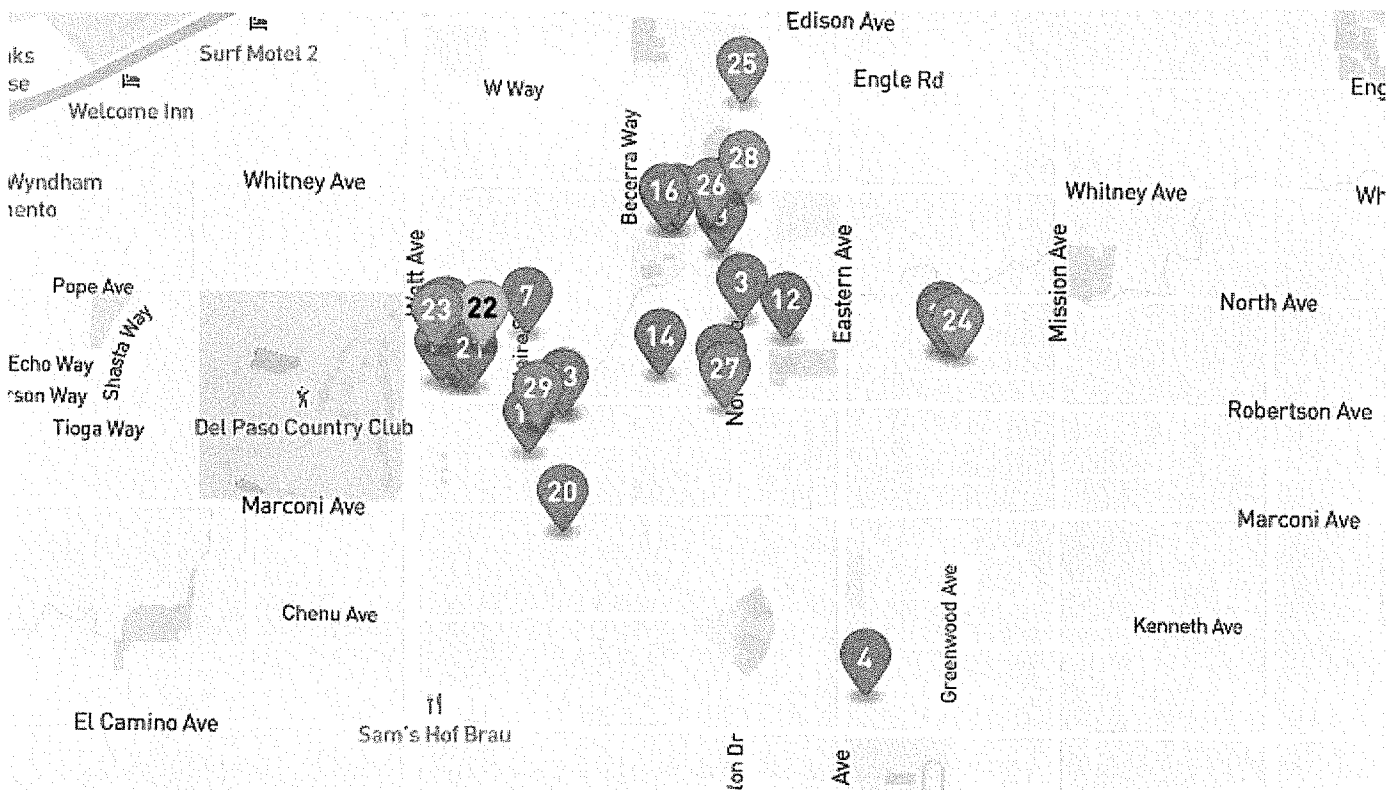 Edison Ave
Surf Motel 2
25
Engle Rd
W Way
Welcome Inn
Becerra Way
28
Wyndham
Whitney Ave
16
26
Whitney Ave
Watt Ave
Eastern Ave
Mission Ave
Pope Ave
23
22
7
3
12
24
North Ave
Shasta Way
14
Echo Way
21
27
29
3
Tioga Way
Del Paso Country Club
Robertson Ave
20
Marconi Ave
Marconi Ave
Chenu Ave
Greenwood Ave
Kenneth Ave
4
El Camino Ave
Sam's Hof Brau
Ave